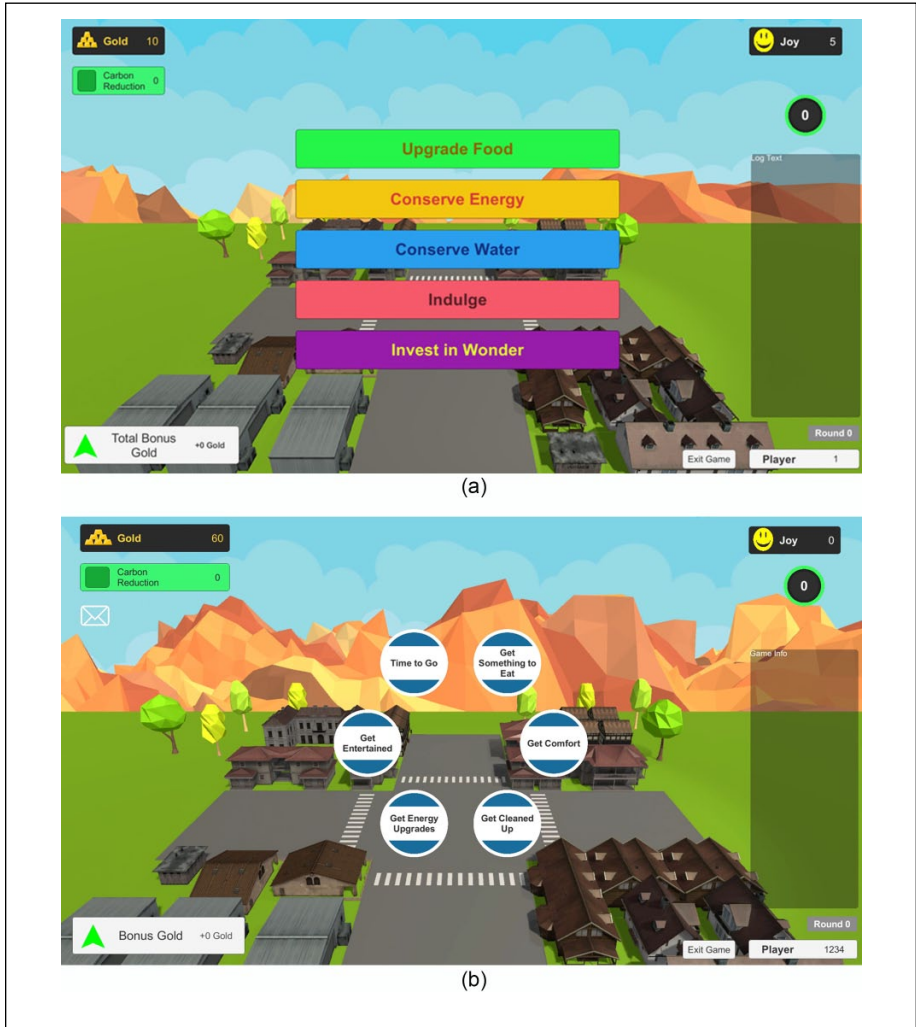 Gold 10
Joy 5
Carbon
Reduction 0
0
Upgrade Food
Log Text
Conserve Energy
Conserve Water
Indulge
Invest in Wonder
Total Bonus
Gold +0 Gold
Round 0
Exit Game
Player 1
(a)
Gold 60
Joy 0
Carbon
Reduction 0
0
Time to Go
Get
Something to
Eat
Game Info
Get
Entertained
Get Comfort
Get Energy
Upgrades
Get Cleaned
Up
Bonus Gold +0 Gold
Round 0
Exit Game
Player 1234
(b)